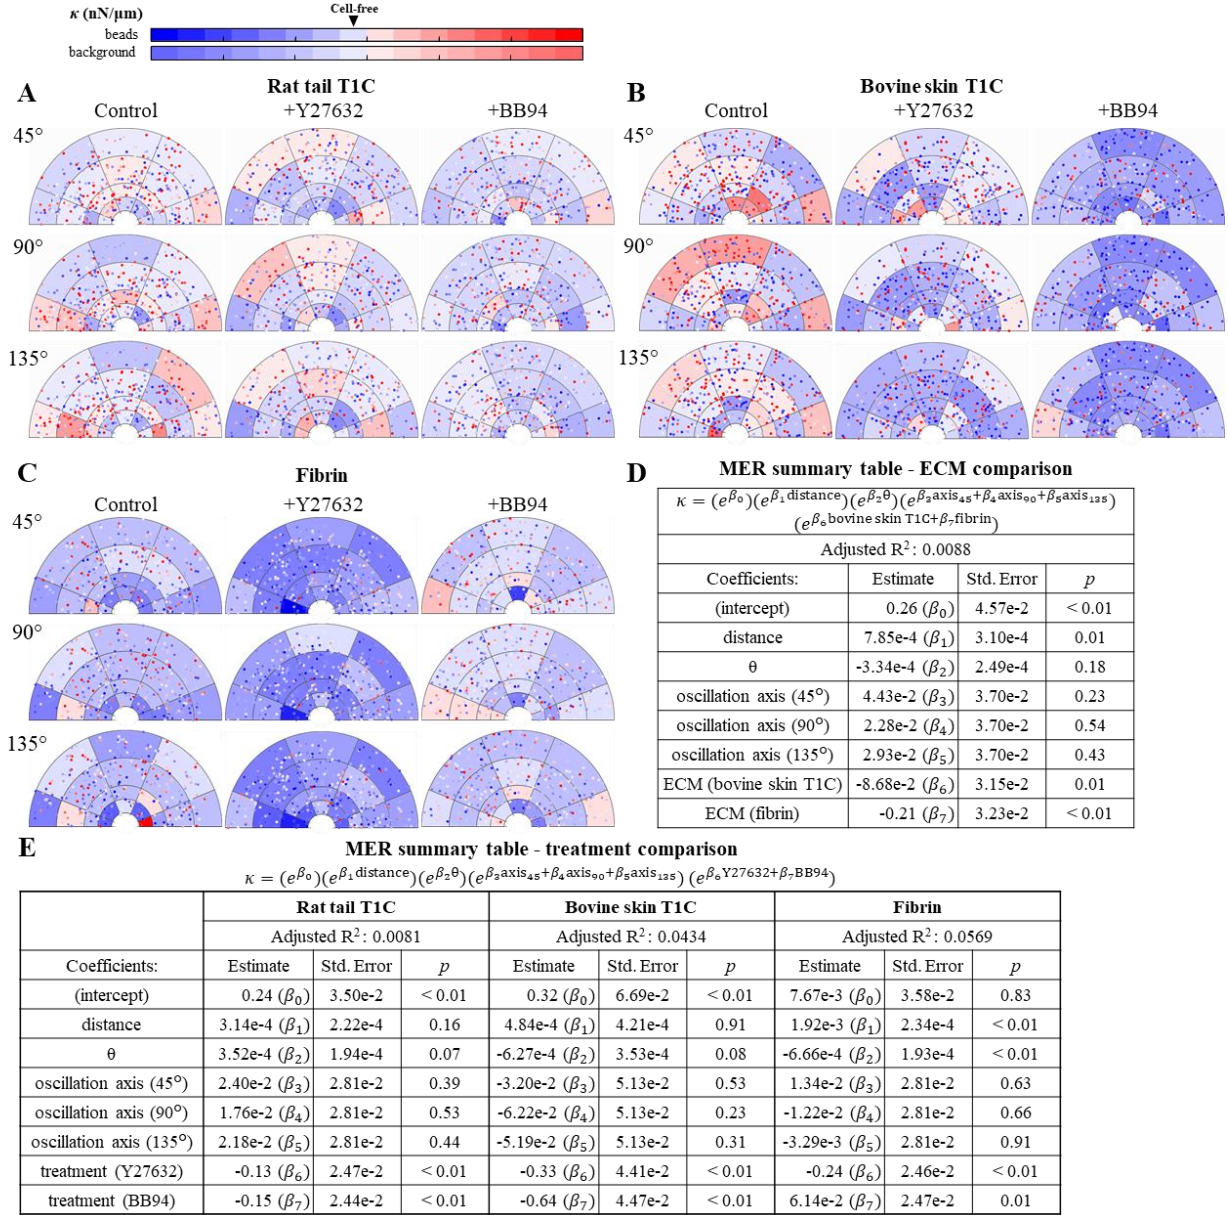 κ (nN/μm)
Cell-free
beads
background
A
Rat tail T1C
Control
+Y27632
+BB94
45°
90°
135°
B
Bovine skin T1C
Control
+Y27632
+BB94
45°
90°
135°
C
Fibrin
Control
+Y27632
+BB94
45°
90°
135°
D
MER summary table - ECM comparison
κ = (e^β₀)(e^β₁ distance)(e^β₂θ)(e^β₃axis₄₅+β₄axis₉₀+β₅axis₁₃₅)
(e^β₆bovine skin T1C+β₇fibrin)
Adjusted R²: 0.0088
Coefficients: Estimate Std. Error p
(intercept) 0.26 (β₀) 4.57e-2 < 0.01
distance 7.85e-4 (β₁) 3.10e-4 0.01
θ -3.34e-4 (β₂) 2.49e-4 0.18
oscillation axis (45°) 4.43e-2 (β₃) 3.70e-2 0.23
oscillation axis (90°) 2.28e-2 (β₄) 3.70e-2 0.54
oscillation axis (135°) 2.93e-2 (β₅) 3.70e-2 0.43
ECM (bovine skin T1C) -8.68e-2 (β₆) 3.15e-2 0.01
ECM (fibrin) -0.21 (β₇) 3.23e-2 < 0.01
E
MER summary table - treatment comparison
κ = (e^β₀)(e^β₁ distance)(e^β₂θ)(e^β₃axis₄₅+β₄axis₉₀+β₅axis₁₃₅) (e^β₆Y27632+β₇BB94)
Rat tail T1C Bovine skin T1C Fibrin
Adjusted R²: 0.0081 Adjusted R²: 0.0434 Adjusted R²: 0.0569
Coefficients: Estimate Std. Error p Estimate Std. Error p Estimate Std. Error p
(intercept) 0.24 (β₀) 3.50e-2 < 0.01 0.32 (β₀) 6.69e-2 < 0.01 7.67e-3 (β₀) 3.58e-2 0.83
distance 3.14e-4 (β₁) 2.22e-4 0.16 4.84e-4 (β₁) 4.21e-4 0.91 1.92e-3 (β₁) 2.34e-4 < 0.01
θ 3.52e-4 (β₂) 1.94e-4 0.07 -6.27e-4 (β₂) 3.53e-4 0.08 -6.66e-4 (β₂) 1.93e-4 < 0.01
oscillation axis (45°) 2.40e-2 (β₃) 2.81e-2 0.39 -3.20e-2 (β₃) 5.13e-2 0.53 1.34e-2 (β₃) 2.81e-2 0.63
oscillation axis (90°) 1.76e-2 (β₄) 2.81e-2 0.53 -6.22e-2 (β₄) 5.13e-2 0.23 -1.22e-2 (β₄) 2.81e-2 0.66
oscillation axis (135°) 2.18e-2 (β₅) 2.81e-2 0.44 -5.19e-2 (β₅) 5.13e-2 0.31 -3.29e-3 (β₅) 2.81e-2 0.91
treatment (Y27632) -0.13 (β₆) 2.47e-2 < 0.01 -0.33 (β₆) 4.41e-2 < 0.01 -0.24 (β₆) 2.46e-2 < 0.01
treatment (BB94) -0.15 (β₇) 2.44e-2 < 0.01 -0.64 (β₇) 4.47e-2 < 0.01 6.14e-2 (β₇) 2.47e-2 0.01